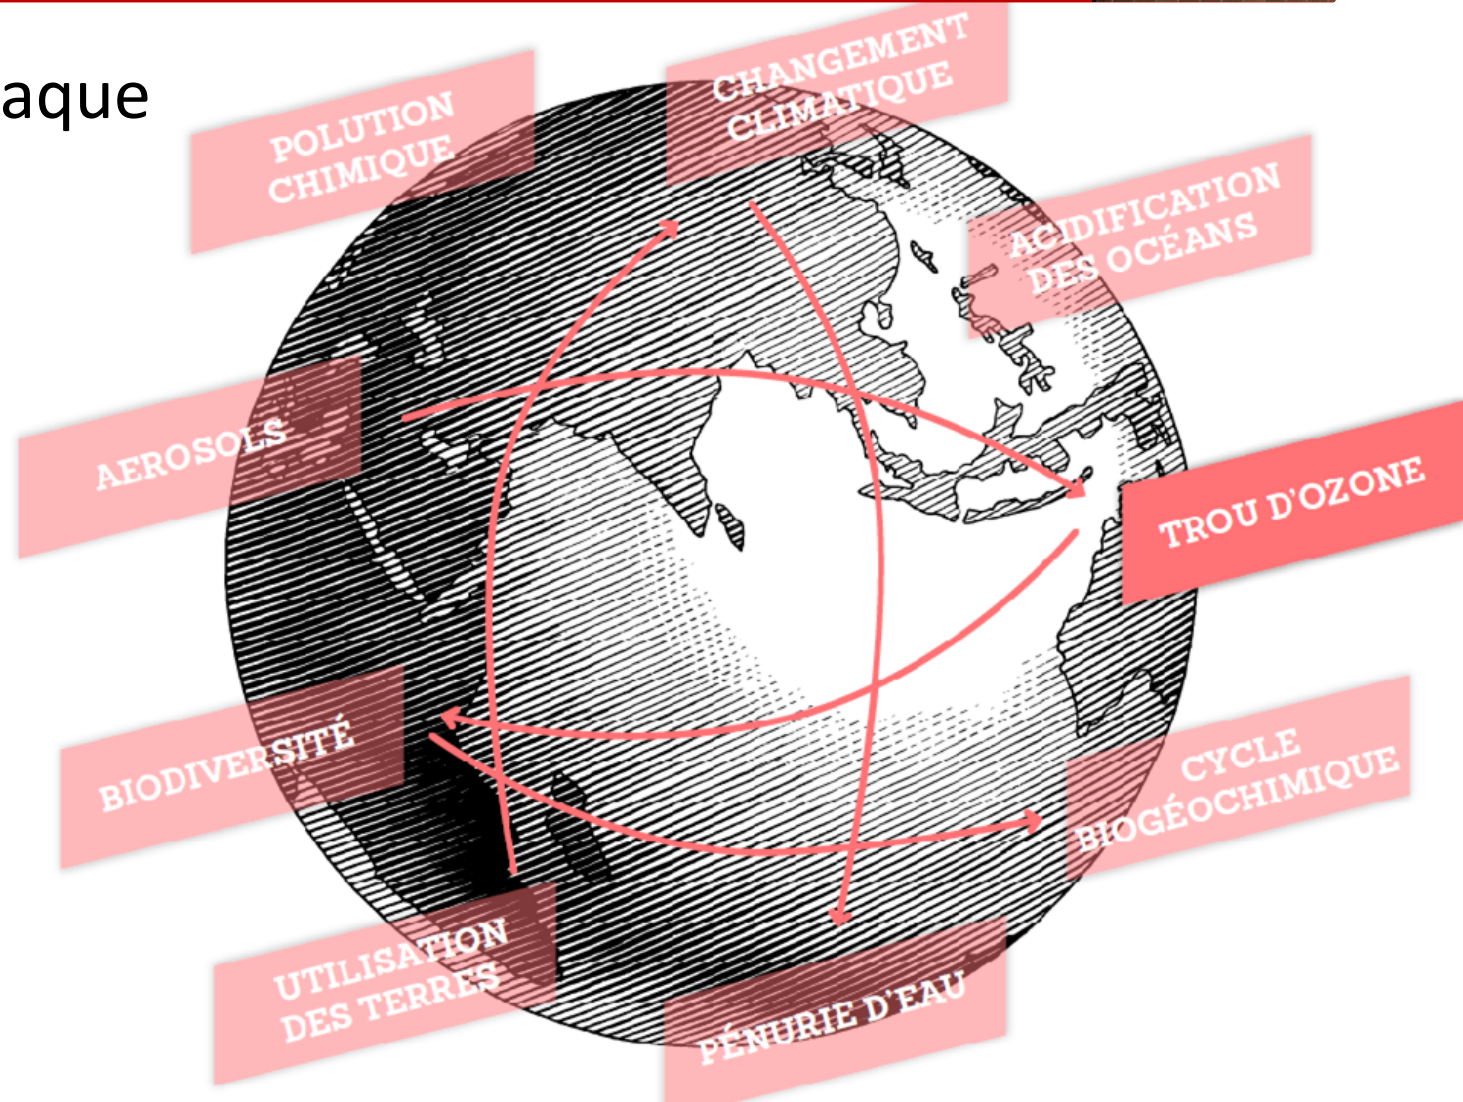 aque
POLUTION
CHIMIQUE
CHANGEMENT
CLIMATIQUE
ACIDIFICATION
DES OCÉANS
AEROSOLS
TROU D'OZONE
BIODIVERSITÉ
CYCLE
BIOGÉOCHIMIQUE
UTILISATION
DES TERRES
PÉNURIE D'EAU